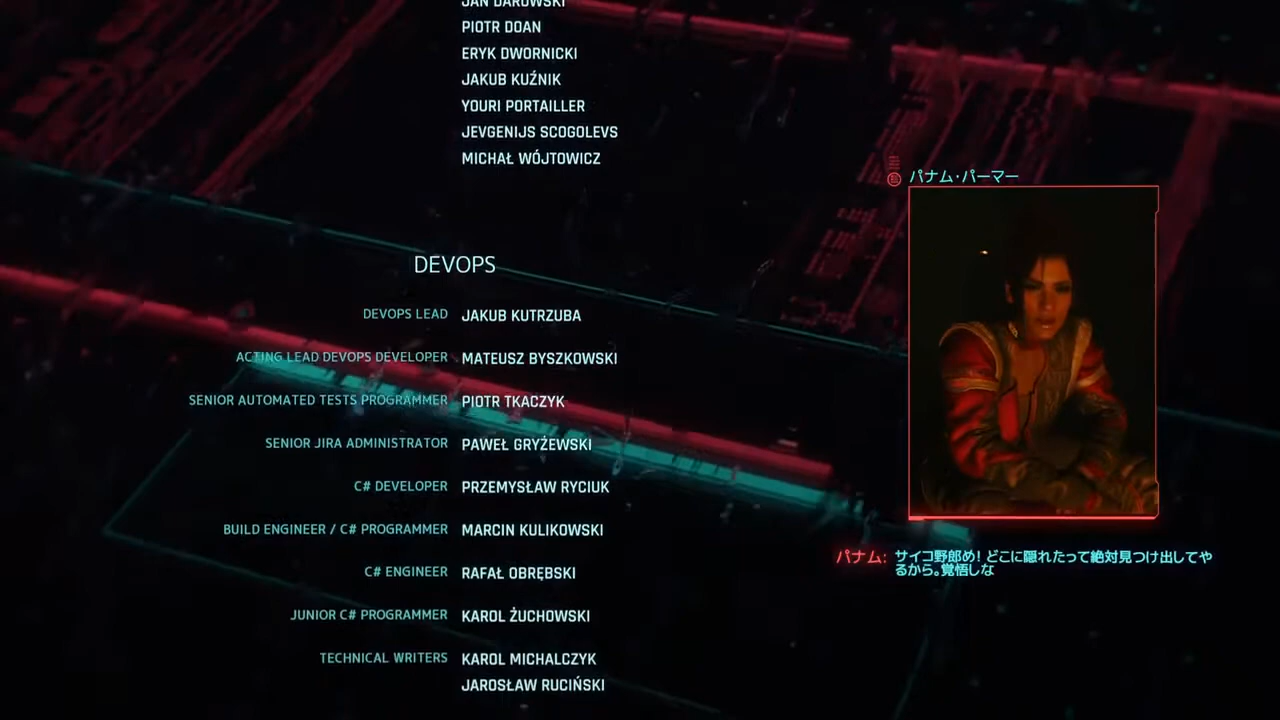 JAN DAROWSKI
PIOTR DOAN
ERYK DWORNICKI
JAKUB KUŹNIK
YOURI PORTAILLER
JEVGENIJS SCOGOLEVS
MICHAŁ WÓJTOWICZ
DEVOPS
DEVOPS LEAD JAKUB KUTRZUBA
ACTING LEAD DEVOPS DEVELOPER MATEUSZ BYSZKOWSKI
SENIOR AUTOMATED TESTS PROGRAMMER PIOTR TKACZYK
SENIOR JIRA ADMINISTRATOR PAWEŁ GRYŻEWSKI
C# DEVELOPER PRZEMYSŁAW RYCIUK
BUILD ENGINEER / C# PROGRAMMER MARCIN KULIKOWSKI
C# ENGINEER RAFAŁ OBRĘBSKI
JUNIOR C# PROGRAMMER KAROL ŻUCHOWSKI
TECHNICAL WRITERS KAROL MICHALCZYK
JAROSŁAW RUCIŃSKI
パナム・パーマー
パナム: サイコ野郎め! どこに隠れたって絶対見つけ出してや
るから。覚悟しな